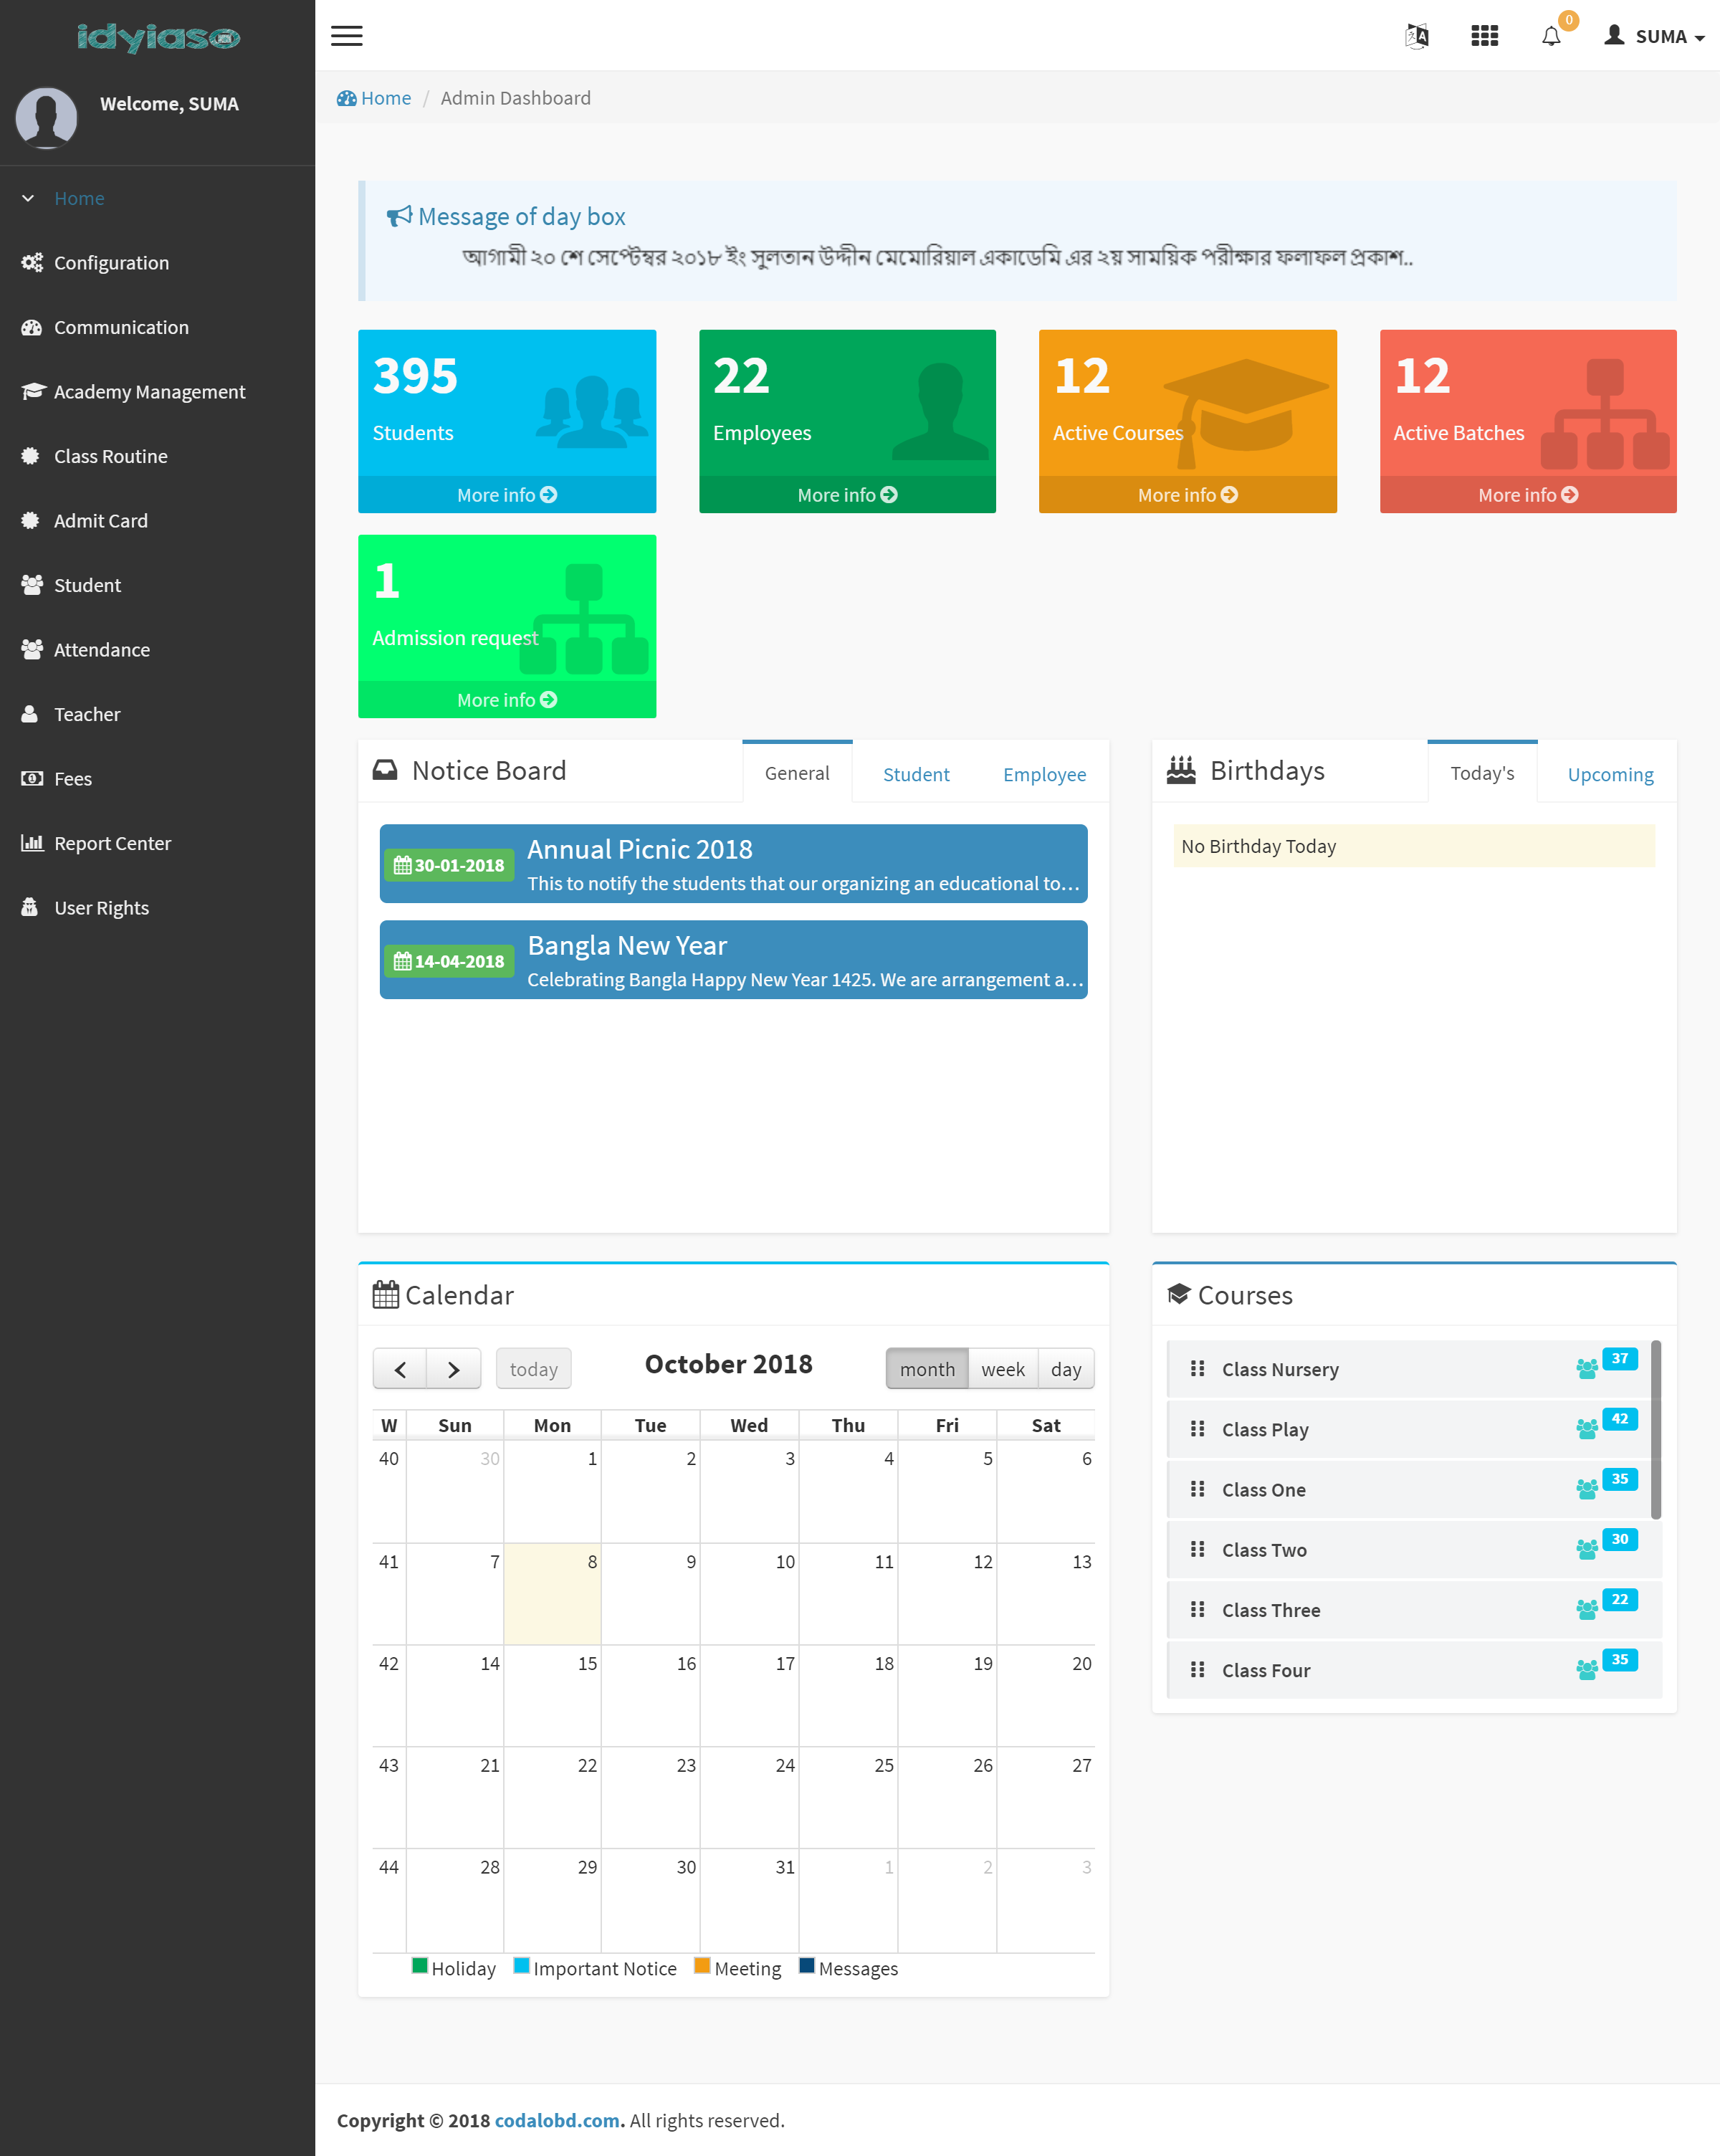 idyiaso
Welcome, SUMA
Home
Configuration
Communication
Academy Management
Class Routine
Admit Card
Student
Attendance
Teacher
Fees
Report Center
User Rights
0
SUMA
Home / Admin Dashboard
Message of day box
আগামী ২০ শে সেপ্টেম্বর ২০১৮ ইং সুলতান উদ্দীন মেমোরিয়াল একাডেমি এর ২য় সাময়িক পরীক্ষার ফলাফল প্রকাশ..
395
Students
More info
22
Employees
More info
12
Active Courses
More info
12
Active Batches
More info
1
Admission request
More info
Notice Board General Student Employee
30-01-2018
Annual Picnic 2018
This to notify the students that our organizing an educational to...
14-04-2018
Bangla New Year
Celebrating Bangla Happy New Year 1425. We are arrangement a...
Birthdays Today's Upcoming
No Birthday Today
Calendar
today October 2018 month week day
W Sun Mon Tue Wed Thu Fri Sat
40 30 1 2 3 4 5 6
41 7 8 9 10 11 12 13
42 14 15 16 17 18 19 20
43 21 22 23 24 25 26 27
44 28 29 30 31 1 2 3
Holiday Important Notice Meeting Messages
Courses
Class Nursery 37
Class Play 42
Class One 35
Class Two 30
Class Three 22
Class Four 35
Copyright © 2018 codalobd.com. All rights reserved.